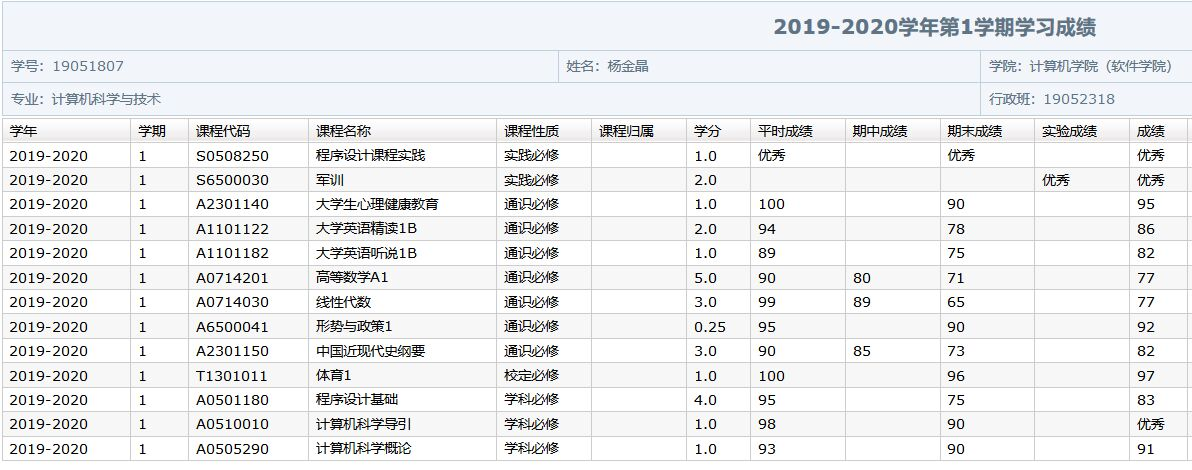 2019-2020学年第1学期学习成绩
学号：19051807 姓名：杨金晶 学院：计算机学院（软件学院）
专业：计算机科学与技术 行政班：19052318
学年 学期 课程代码 课程名称 课程性质 课程归属 学分 平时成绩 期中成绩 期末成绩 实验成绩 成绩
2019-2020 1 S0508250 程序设计课程实践 实践必修 1.0 优秀 优秀 优秀
2019-2020 1 S6500030 军训 实践必修 2.0 优秀 优秀
2019-2020 1 A2301140 大学生心理健康教育 通识必修 1.0 100 90 95
2019-2020 1 A1101122 大学英语精读1B 通识必修 2.0 94 78 86
2019-2020 1 A1101182 大学英语听说1B 通识必修 1.0 89 75 82
2019-2020 1 A0714201 高等数学A1 通识必修 5.0 90 80 71 77
2019-2020 1 A0714030 线性代数 通识必修 3.0 99 89 65 77
2019-2020 1 A6500041 形势与政策1 通识必修 0.25 95 90 92
2019-2020 1 A2301150 中国近现代史纲要 通识必修 3.0 90 85 73 82
2019-2020 1 T1301011 体育1 校定必修 1.0 100 96 97
2019-2020 1 A0501180 程序设计基础 学科必修 4.0 95 75 83
2019-2020 1 A0510010 计算机科学导引 学科必修 1.0 98 90 优秀
2019-2020 1 A0505290 计算机科学概论 学科必修 1.0 93 90 91